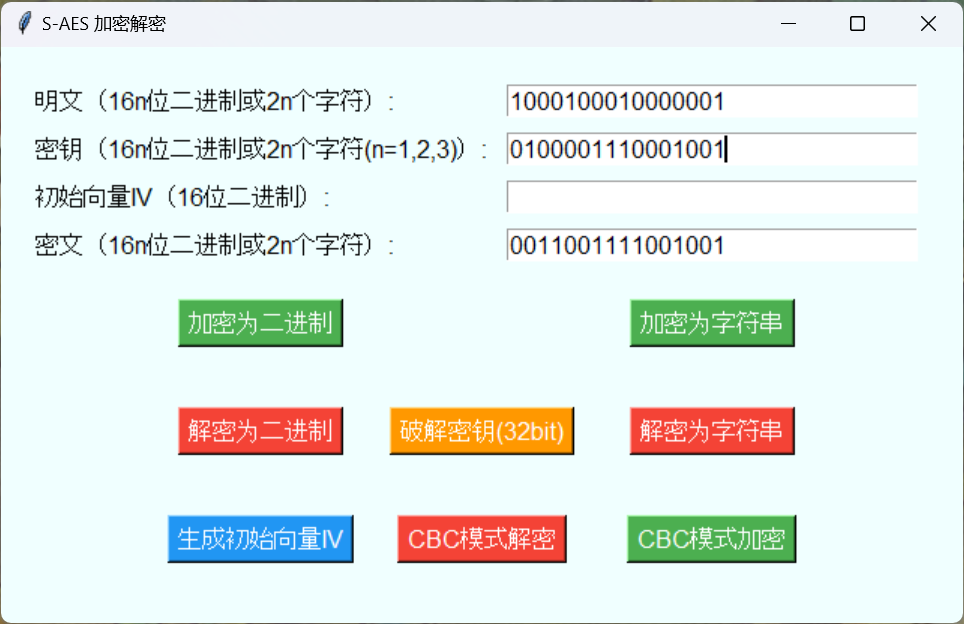 S-AES 加密解密
明文（16n位二进制或2n个字符）: 1000100010000001
密钥（16n位二进制或2n个字符(n=1,2,3)）: 0100001110001001
初始向量IV（16位二进制）:
密文（16n位二进制或2n个字符）: 0011001111001001
加密为二进制 加密为字符串
解密为二进制 破解密钥(32bit) 解密为字符串
生成初始向量IV CBC模式解密 CBC模式加密